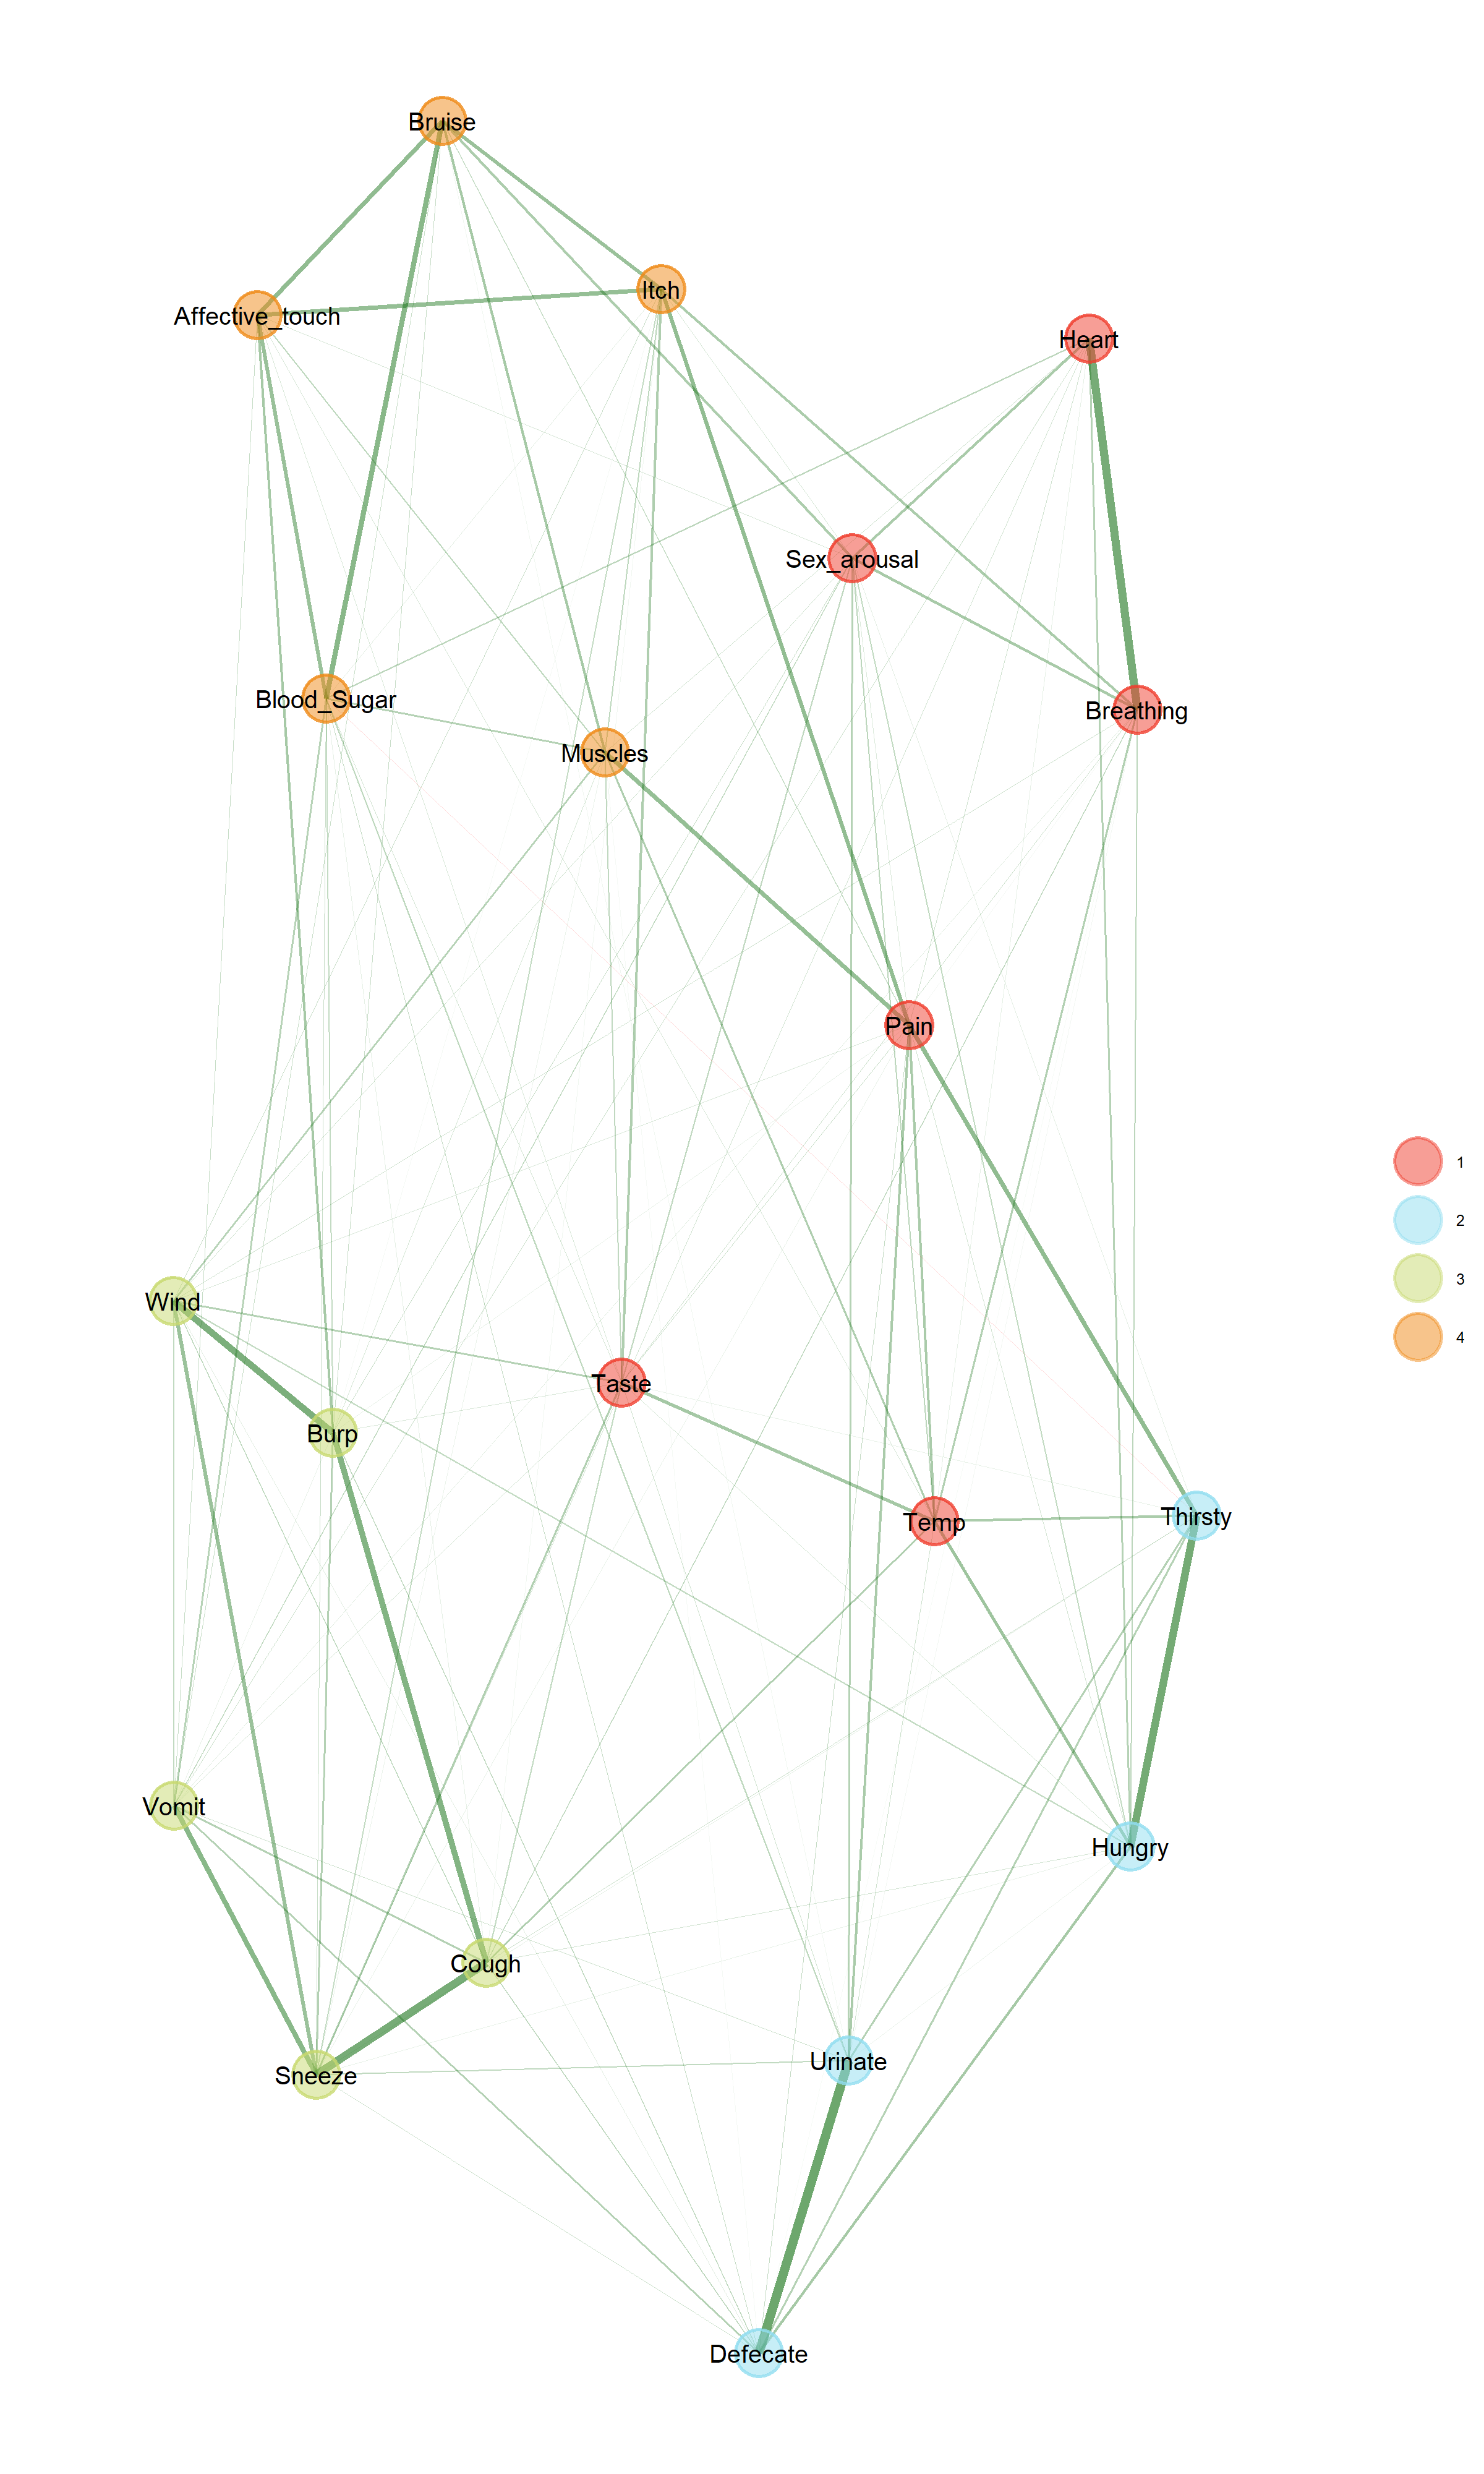 Bruise
Itch
Affective_touch
Heart
Sex_arousal
Blood_Sugar
Breathing
Muscles
Pain
1
2
3
4
Wind
Taste
Burp
Temp
Thirsty
Vomit
Hungry
Cough
Sneeze
Urinate
Defecate